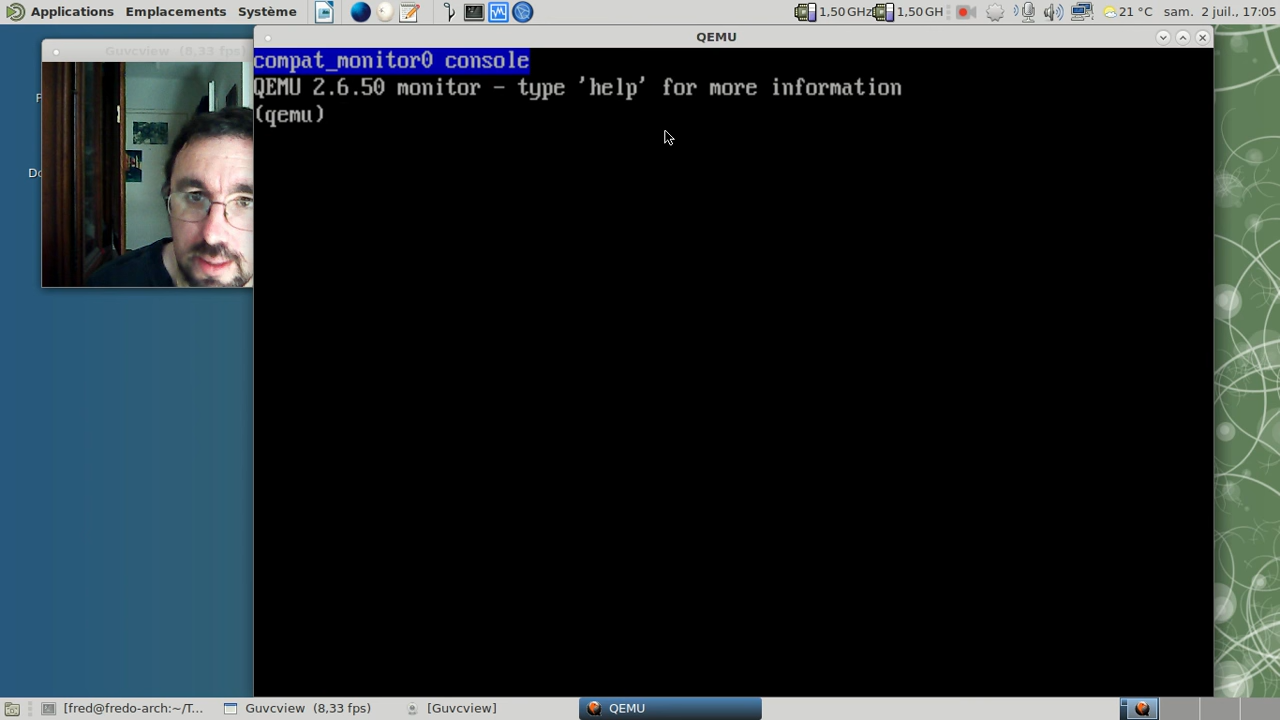 Applications Emplacements Système
1,50 GHz 1,50 GH 21 °C sam. 2 juil., 17:05
Guvcview (8,33 fps)
QEMU
compat_monitor0 console
QEMU 2.6.50 monitor - type 'help' for more information
(qemu)
[fred@fredo-arch:~/T... Guvcview (8,33 fps) [Guvcview] QEMU